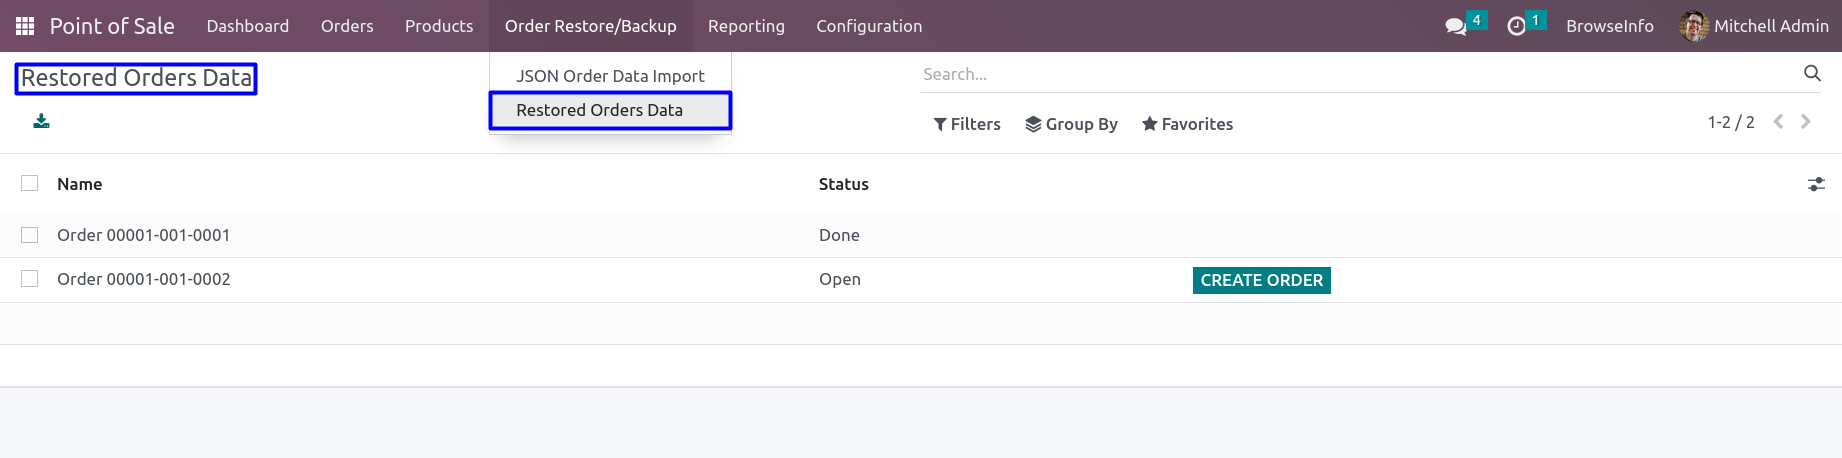 Point of Sale Dashboard Orders Products Order Restore/Backup Reporting Configuration 4 1 BrowseInfo Mitchell Admin
Restored Orders Data
JSON Order Data Import
Restored Orders Data
Search...
Filters Group By Favorites 1-2 / 2
Name Status
Order 00001-001-0001 Done
Order 00001-001-0002 Open CREATE ORDER